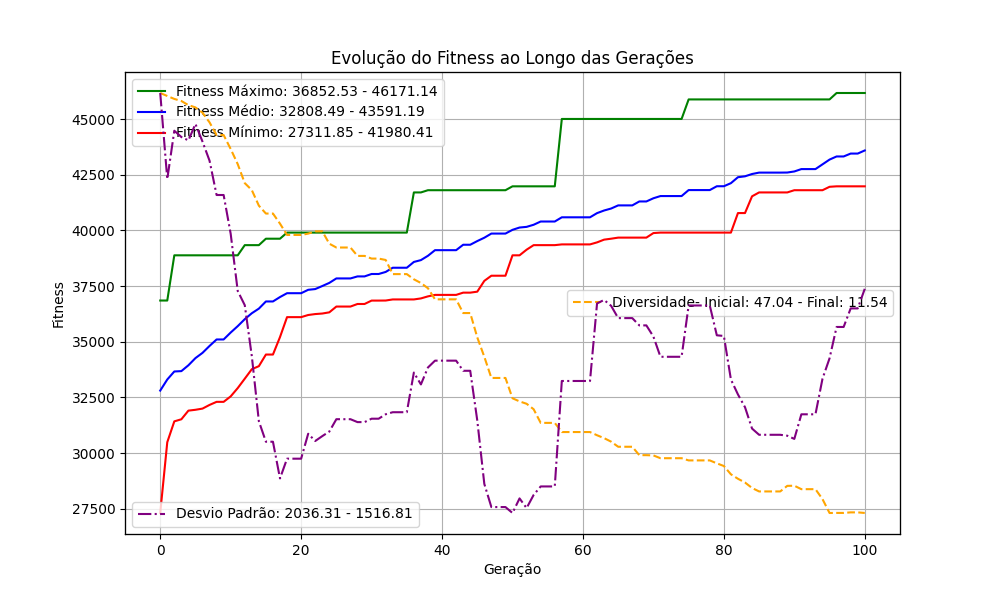 Evolução do Fitness ao Longo das Gerações
Fitness Máximo: 36852.53 - 46171.14
Fitness Médio: 32808.49 - 43591.19
Fitness Mínimo: 27311.85 - 41980.41
45000
42500
40000
37500
35000
32500
30000
27500
Fitness
Diversidade- Inicial: 47.04 - Final: 11.54
Desvio Padrão: 2036.31 - 1516.81
0
20
40
60
80
100
Geração